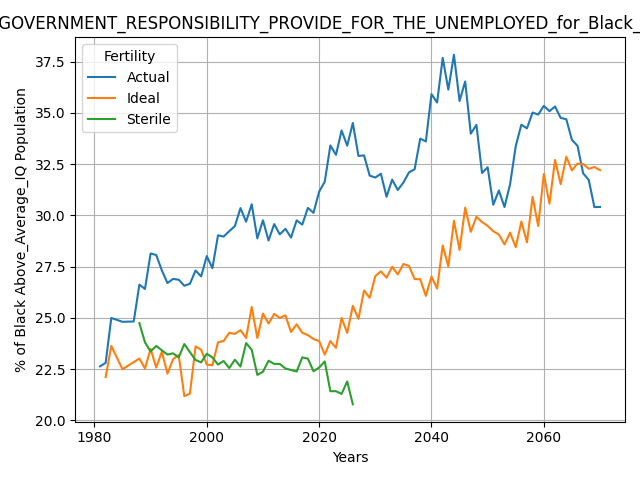 GOVERNMENT_RESPONSIBILITY_PROVIDE_FOR_THE_UNEMPLOYED_for_Black_
Fertility
Actual
Ideal
Sterile
% of Black Above_Average_IQ Population
37.5
35.0
32.5
30.0
27.5
25.0
22.5
20.0
1980 2000 2020 2040 2060
Years